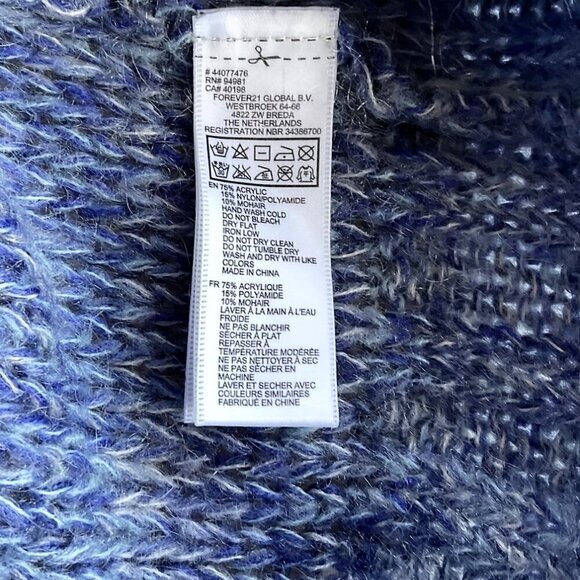 # 44077476
RN# 94981
CA# 40198
FOREVER21 GLOBAL B.V.
WESTBROEK 64-66
4822 ZW BREDA
THE NETHERLANDS
REGISTRATION NBR 34386700
EN 75% ACRYLIC
15% NYLON/POLYAMIDE
10% MOHAIR
HAND WASH COLD
DO NOT BLEACH
DRY FLAT
IRON LOW
DO NOT DRY CLEAN
DO NOT TUMBLE DRY
WASH AND DRY WITH LIKE
COLORS
MADE IN CHINA
FR 75% ACRYLIQUE
15% POLYAMIDE
10% MOHAIR
LAVER À LA MAIN À L'EAU
FROIDE
NE PAS BLANCHIR
SÉCHER À PLAT
REPASSER À
TEMPÉRATURE MODÉRÉE
NE PAS NETTOYER À SEC
NE PAS SÉCHER EN
MACHINE
LAVER ET SECHER AVEC
COULEURS SIMILAIRES
FABRIQUÉ EN CHINE